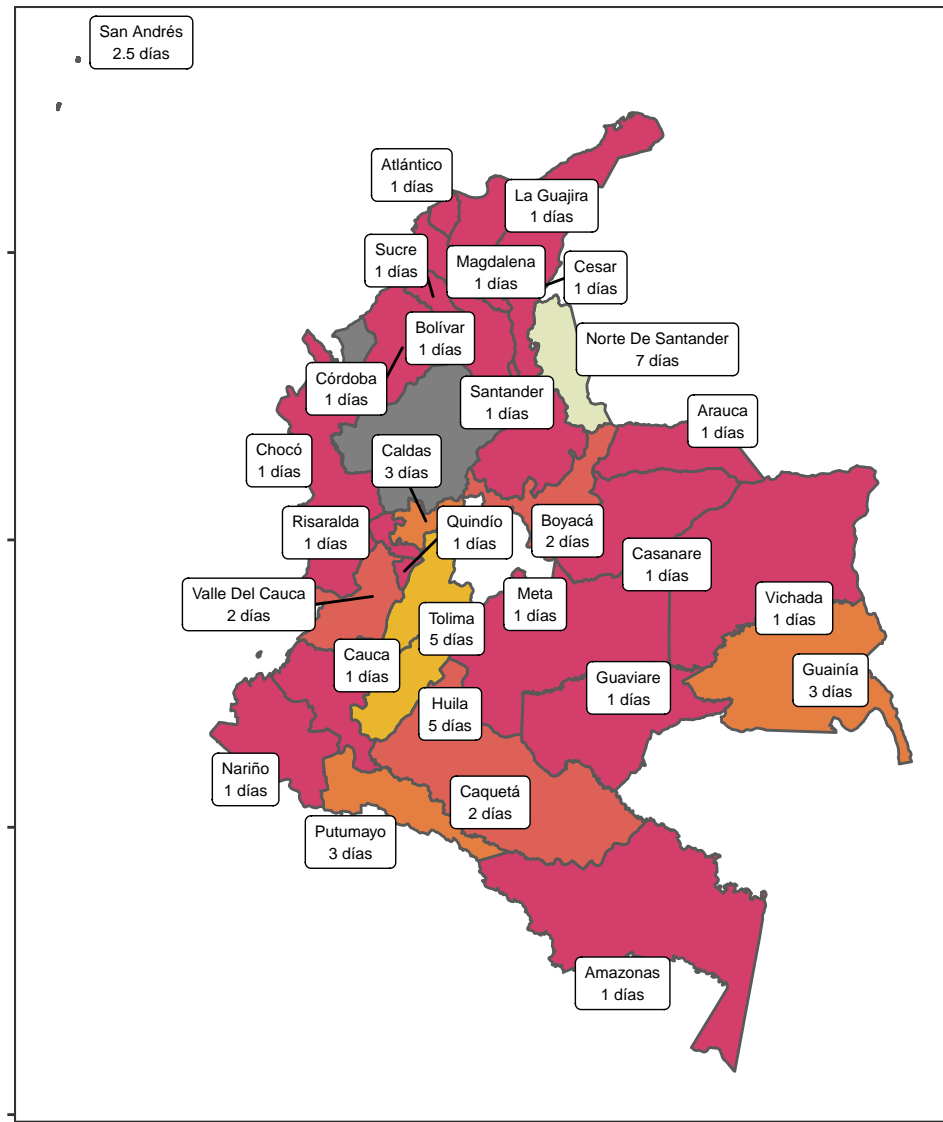 San Andrés
2.5 días
Atlántico
1 días
La Guajira
1 días
Sucre
1 días
Magdalena
1 días
Cesar
1 días
Bolívar
1 días
Norte De Santander
7 días
Córdoba
1 días
Santander
1 días
Arauca
1 días
Chocó
1 días
Caldas
3 días
Risaralda
1 días
Quindío
1 días
Boyacá
2 días
Casanare
1 días
Valle Del Cauca
2 días
Meta
1 días
Vichada
1 días
Tolima
5 días
Cauca
1 días
Guaviare
1 días
Guainía
3 días
Huila
5 días
Nariño
1 días
Caquetá
2 días
Putumayo
3 días
Amazonas
1 días